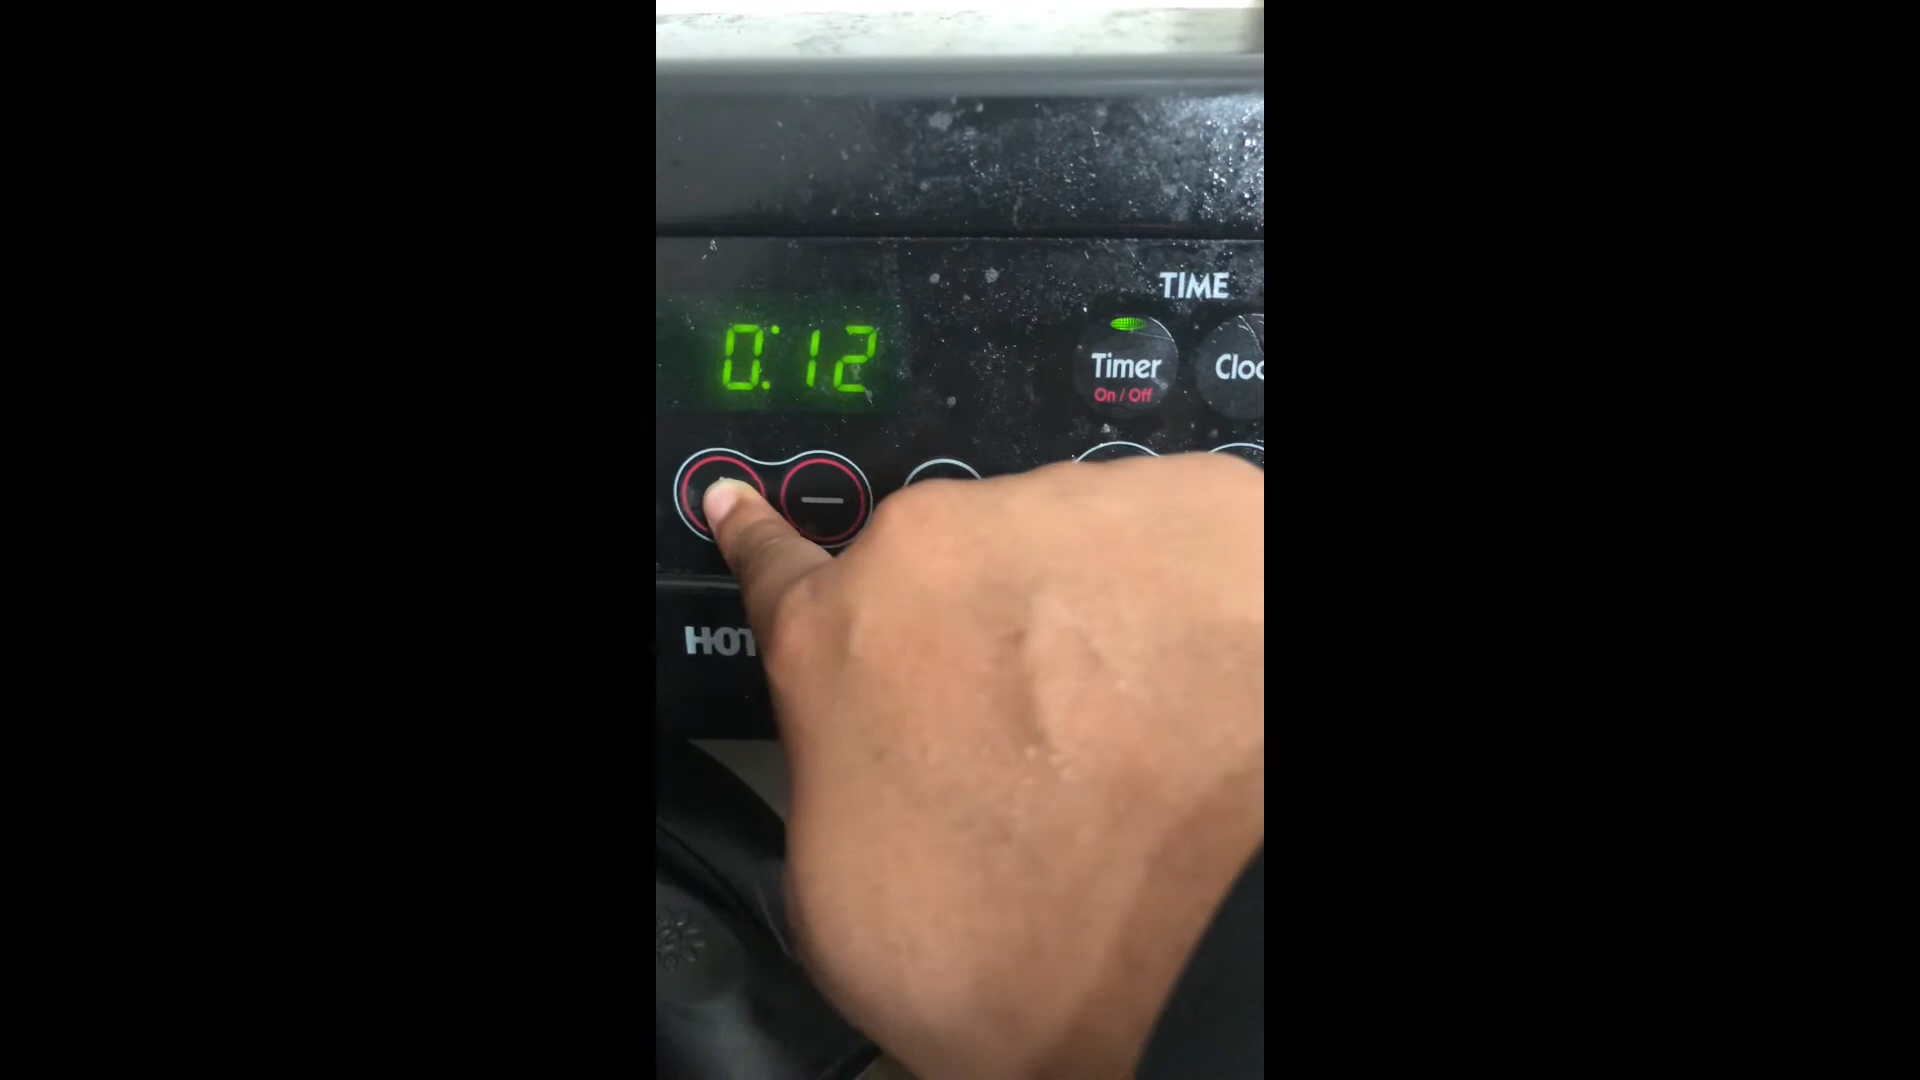 TIME
0:12
Timer
Cloc
On / Off
—
HOT